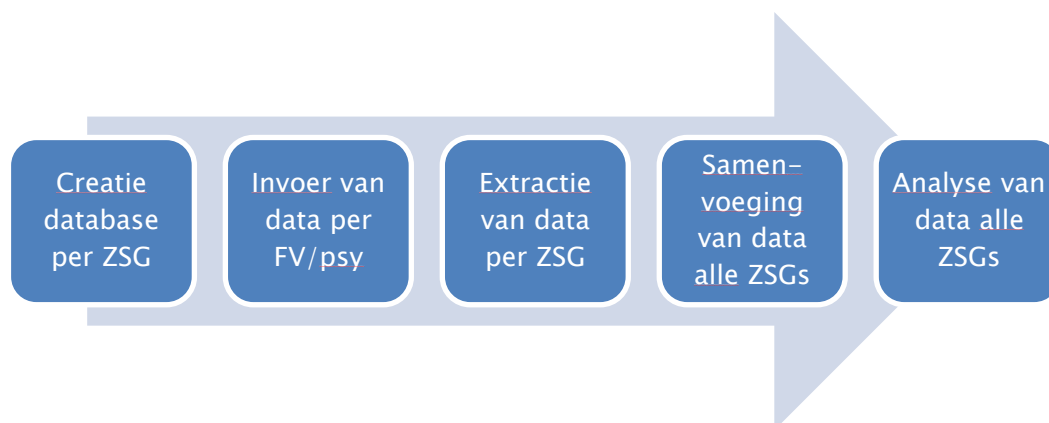 Creatie
database
per ZSG
Invoer van
data per
FV/psy
Extractie
van data
per ZSG
Samen-
voeging
van data
alle ZSGs
Analyse van
data alle
ZSGs